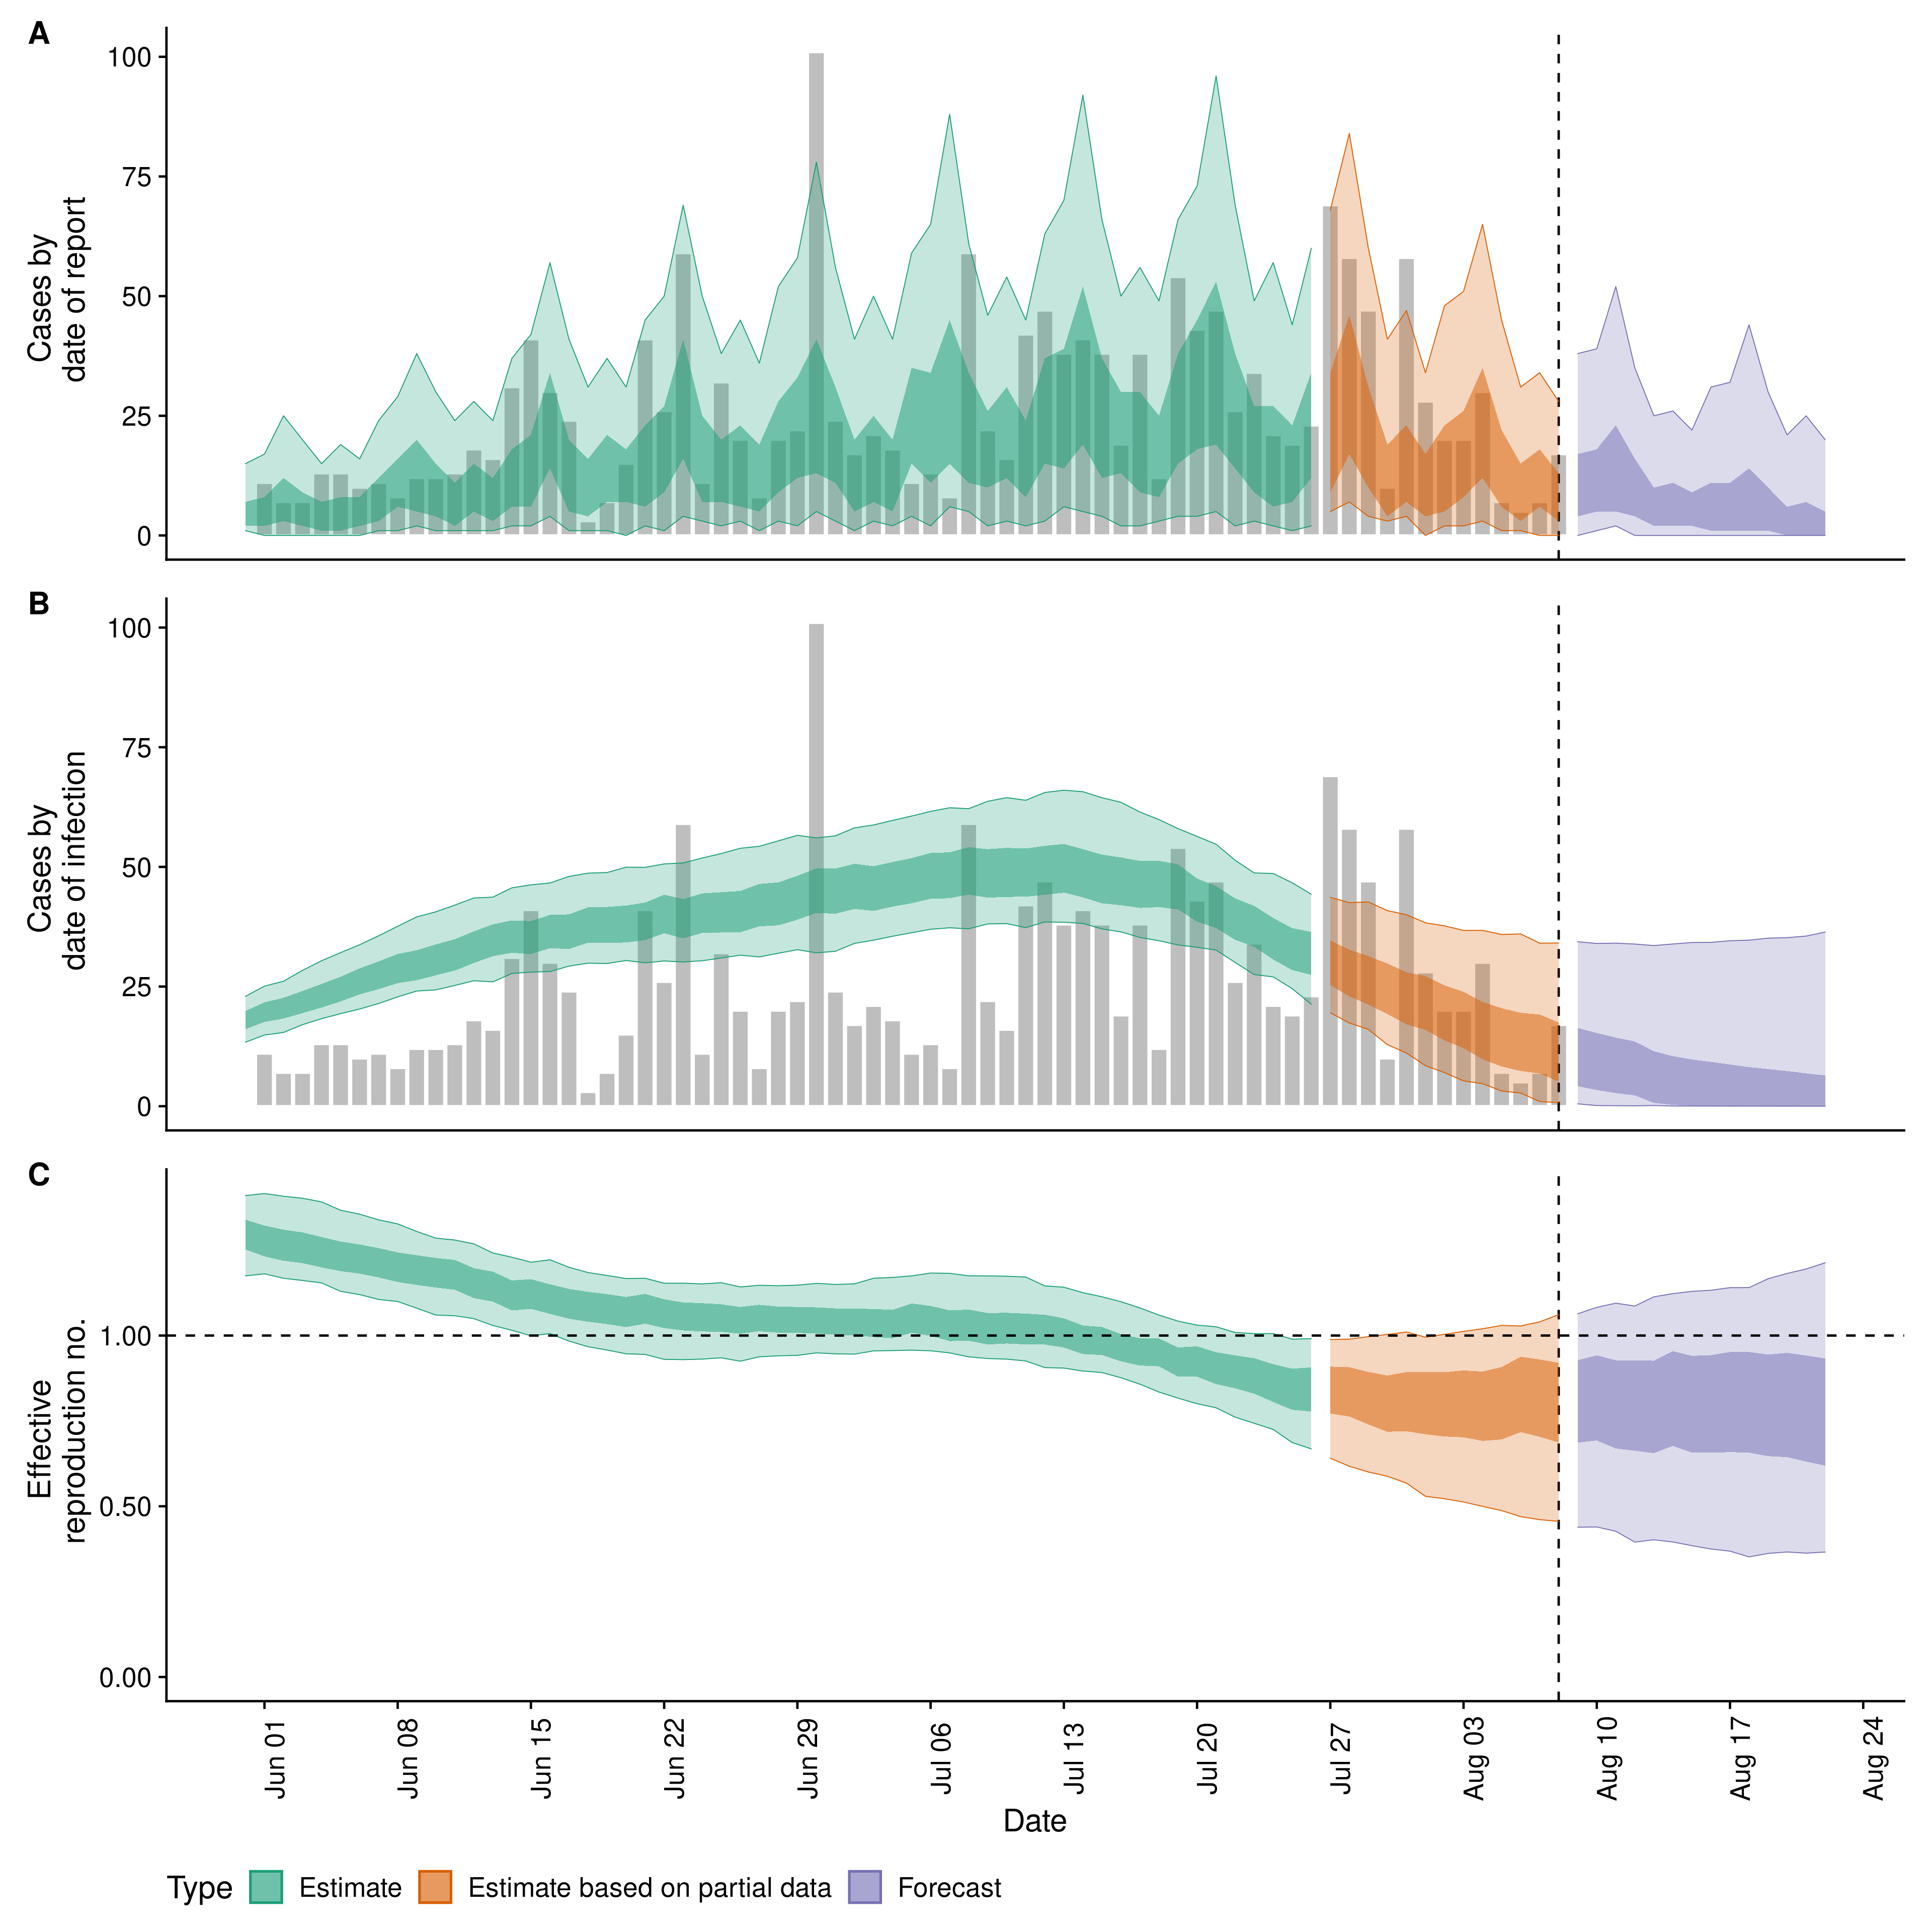 A
100
75
50
25
0
Cases by
date of report
B
100
75
50
25
0
Cases by
date of infection
C
1.00
0.50
0.00
Effective
reproduction no.
Jun 01
Jun 08
Jun 15
Jun 22
Jun 29
Jul 06
Jul 13
Jul 20
Jul 27
Aug 03
Aug 10
Aug 17
Aug 24
Date
Type Estimate Estimate based on partial data Forecast